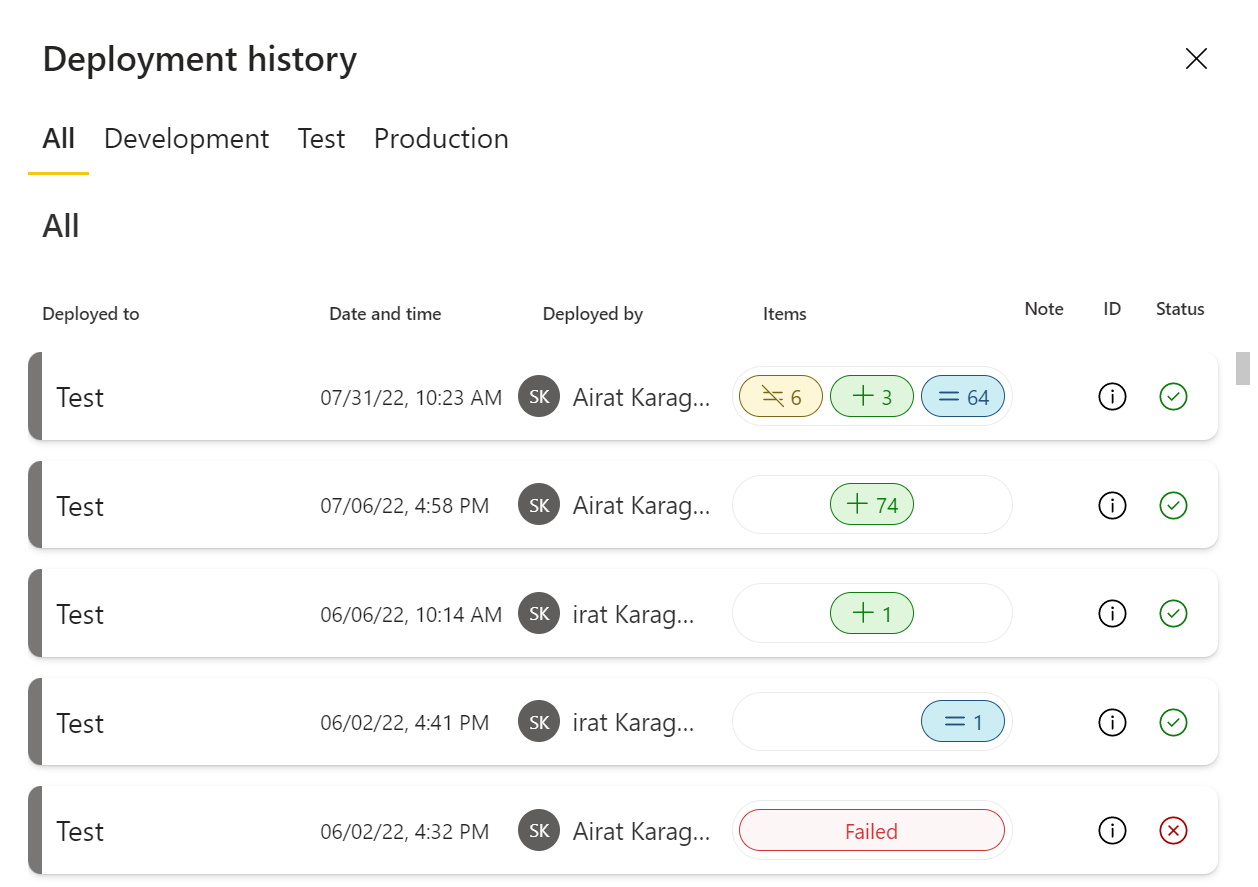 Deployment history
All Development Test Production
All
Deployed to Date and time Deployed by Items Note ID Status
Test 07/31/22, 10:23 AM SK Airat Karag... 6 + 3 = 64
Test 07/06/22, 4:58 PM SK Airat Karag... + 74
Test 06/06/22, 10:14 AM SK irat Karag... + 1
Test 06/02/22, 4:41 PM SK irat Karag... = 1
Test 06/02/22, 4:32 PM SK Airat Karag... Failed